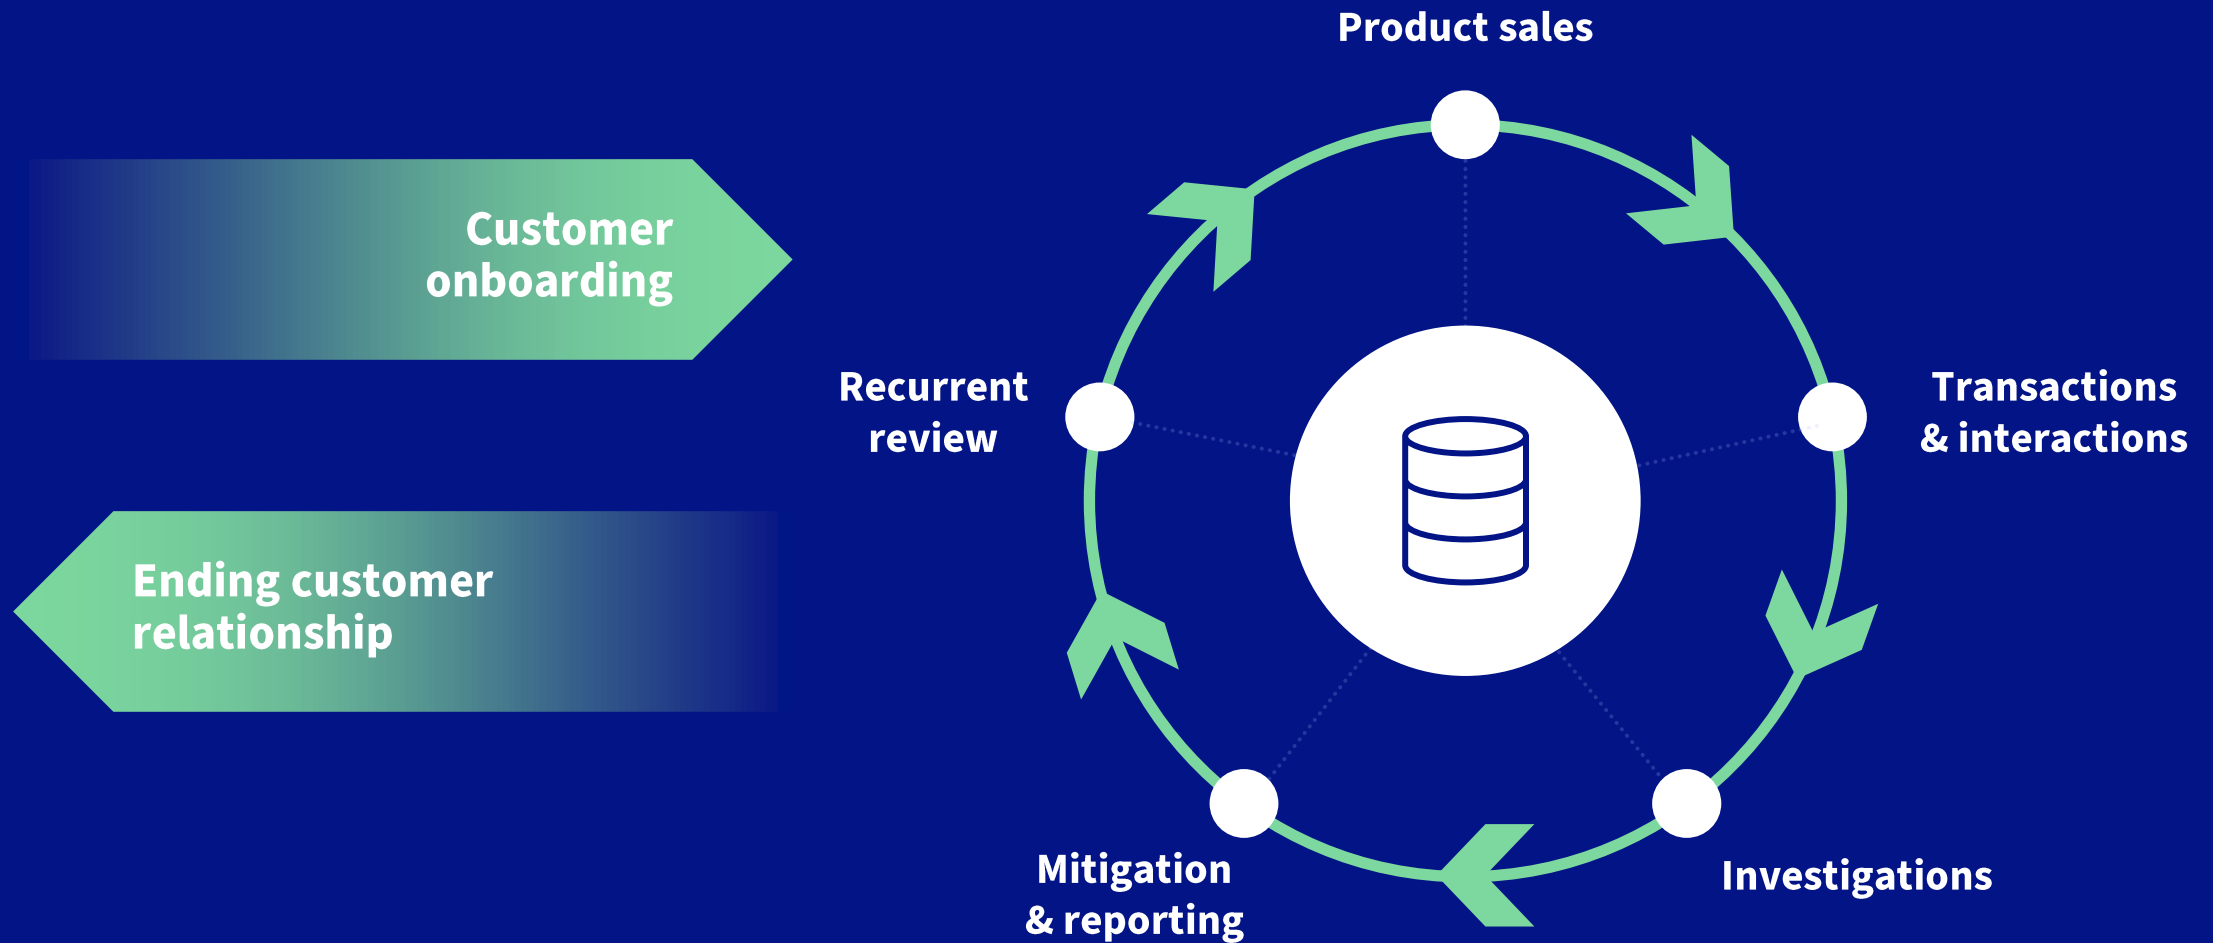 Product sales
Customer
onboarding
Recurrent
review
Transactions
& interactions
Ending customer
relationship
Mitigation
& reporting
Investigations